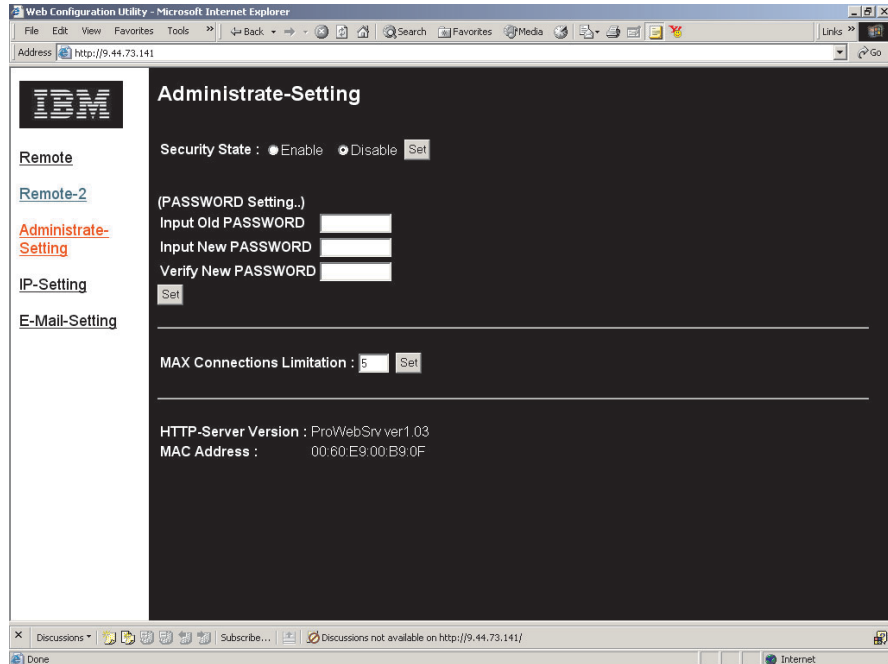 Web Configuration Utility - Microsoft Internet Explorer
File Edit View Favorites Tools » Back Search Favorites Media Links »
Address http://9.44.73.141 Go
IBM
Administrate-Setting
Security State : Enable Disable Set
Remote
Remote-2
Administrate-
Setting
IP-Setting
E-Mail-Setting
(PASSWORD Setting..)
Input Old PASSWORD
Input New PASSWORD
Verify New PASSWORD
Set
MAX Connections Limitation : 5 Set
HTTP-Server Version : ProWebSrv ver1.03
MAC Address : 00:60:E9:00:B9:0F
Discussions Subscribe... Discussions not available on http://9.44.73.141/
Done Internet